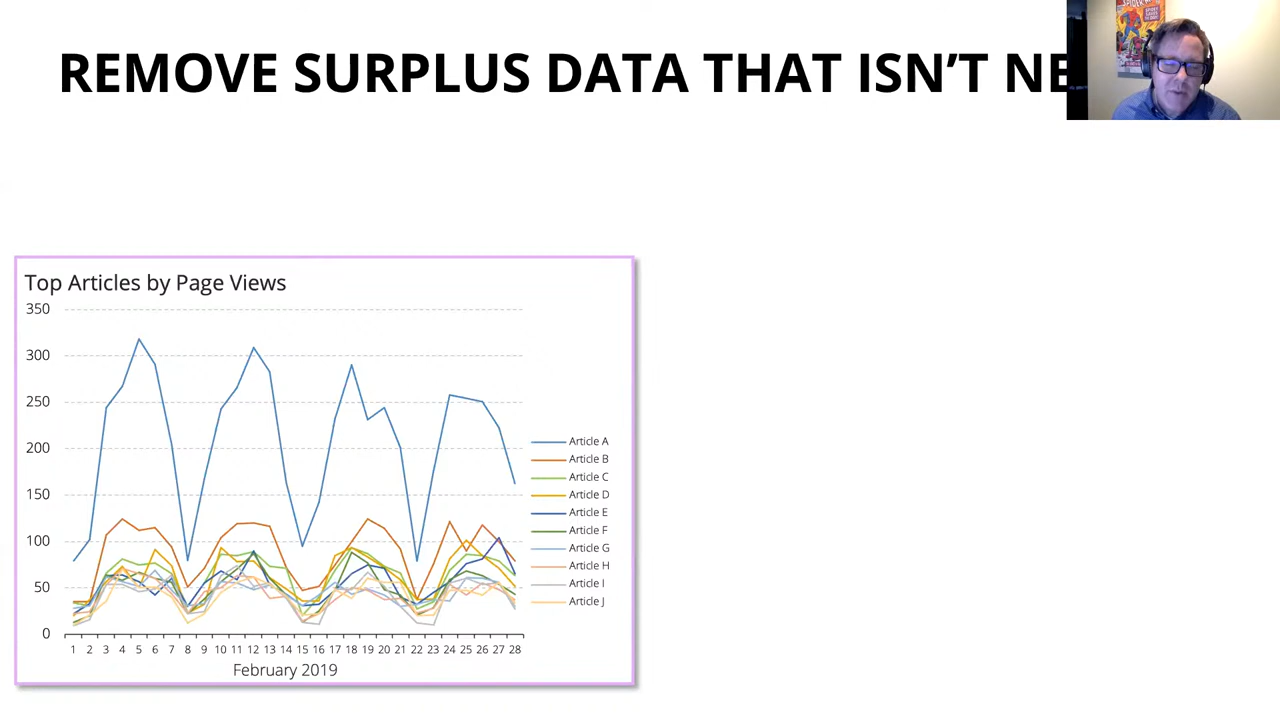 REMOVE SURPLUS DATA THAT ISN’T
Top Articles by Page Views
350
300
250
200
150
100
50
0
Article A
Article B
Article C
Article D
Article E
Article F
Article G
Article H
Article I
Article J
1 2 3 4 5 6 7 8 9 10 11 12 13 14 15 16 17 18 19 20 21 22 23 24 25 26 27 28
February 2019